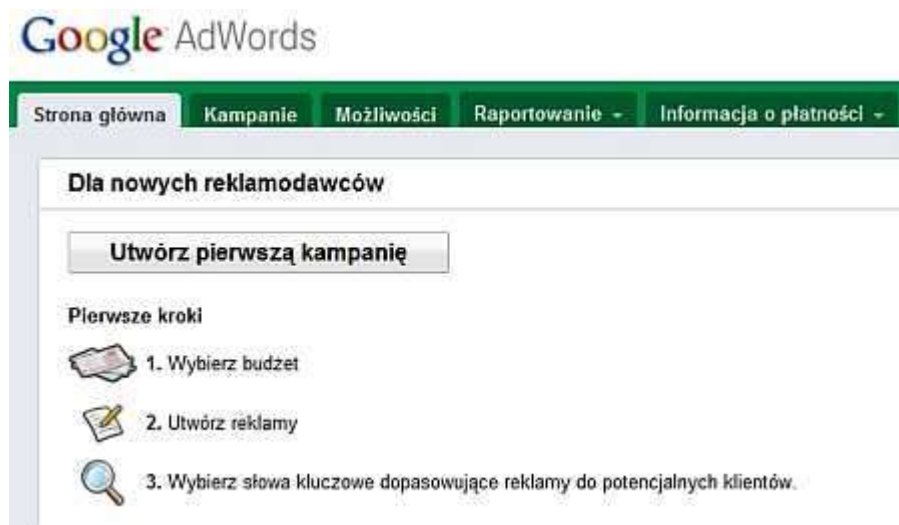 Google AdWords
Strona główna Kampanie Możliwości Raportowanie Informacja o płatności
Dla nowych reklamodawców
Utwórz pierwszą kampanię
Pierwsze kroki
1. Wybierz budżet
2. Utwórz reklamy
3. Wybierz słowa kluczowe dopasowujące reklamy do potencjalnych klientów.